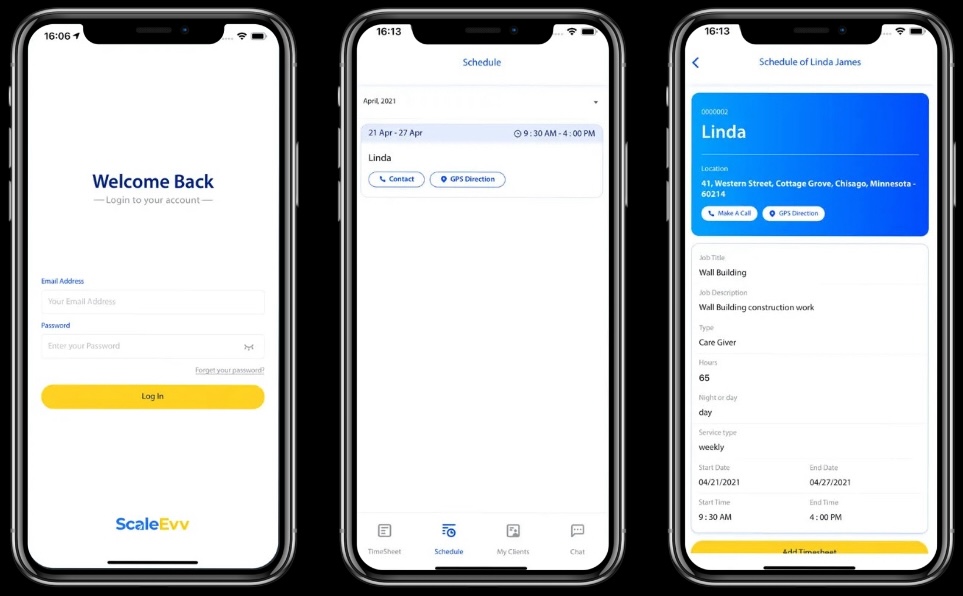 16:06
Welcome Back
Login to your account
Email Address
Your Email Address
Password
Enter your Password
Forget your password?
Log In
ScaleEvv
16:13
Schedule
April, 2021
21 Apr - 27 Apr
9 : 30 AM - 4 : 00 PM
Linda
Contact
GPS Direction
TimeSheet
Schedule
My Clients
Chat
16:13
Schedule of Linda James
0000002
Linda
Location
41, Western Street, Cottage Grove, Chisago, Minnesota -
60214
Make A Call
GPS Direction
Job Title
Wall Building
Job Description
Wall Building construction work
Type
Care Giver
Hours
65
Night or day
day
Service type
weekly
Start Date
End Date
04/21/2021
04/27/2021
Start Time
End Time
9 : 30 AM
4 : 00 PM
Add Timesheet